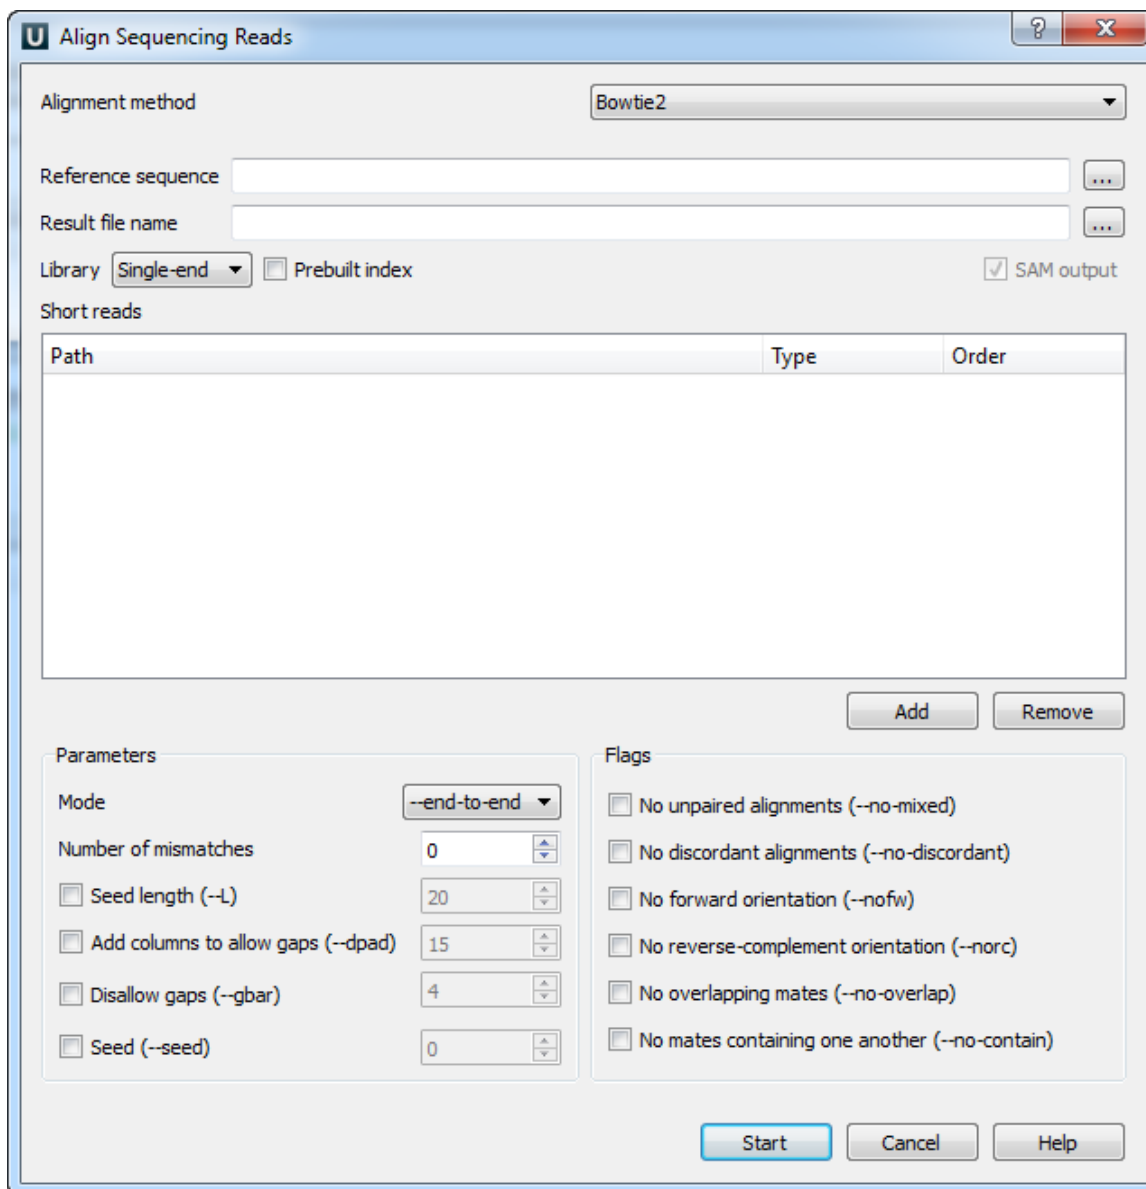 U Align Sequencing Reads ? X
Alignment method Bowtie2
Reference sequence ...
Result file name ...
Library Single-end Prebuilt index SAM output
Short reads
Path Type Order
Add Remove
Parameters
Mode --end-to-end
Number of mismatches 0
Seed length (--L) 20
Add columns to allow gaps (--dpad) 15
Disallow gaps (--gbar) 4
Seed (--seed) 0
Flags
No unpaired alignments (--no-mixed)
No discordant alignments (--no-discordant)
No forward orientation (--nofw)
No reverse-complement orientation (--norc)
No overlapping mates (--no-overlap)
No mates containing one another (--no-contain)
Start Cancel Help